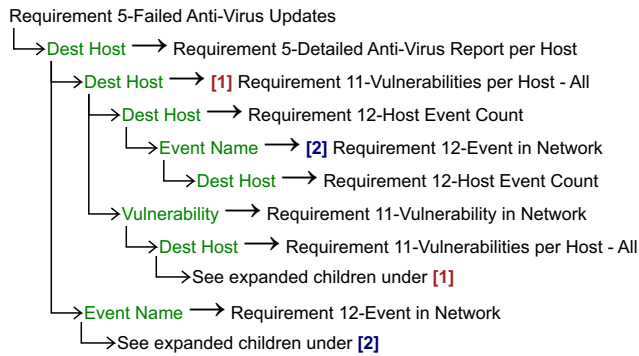 Requirement 5-Failed Anti-Virus Updates
Dest Host → Requirement 5-Detailed Anti-Virus Report per Host
Dest Host → [1] Requirement 11-Vulnerabilities per Host - All
Dest Host → Requirement 12-Host Event Count
Event Name → [2] Requirement 12-Event in Network
Dest Host → Requirement 12-Host Event Count
Vulnerability → Requirement 11-Vulnerability in Network
Dest Host → Requirement 11-Vulnerabilities per Host - All
See expanded children under [1]
Event Name → Requirement 12-Event in Network
See expanded children under [2]